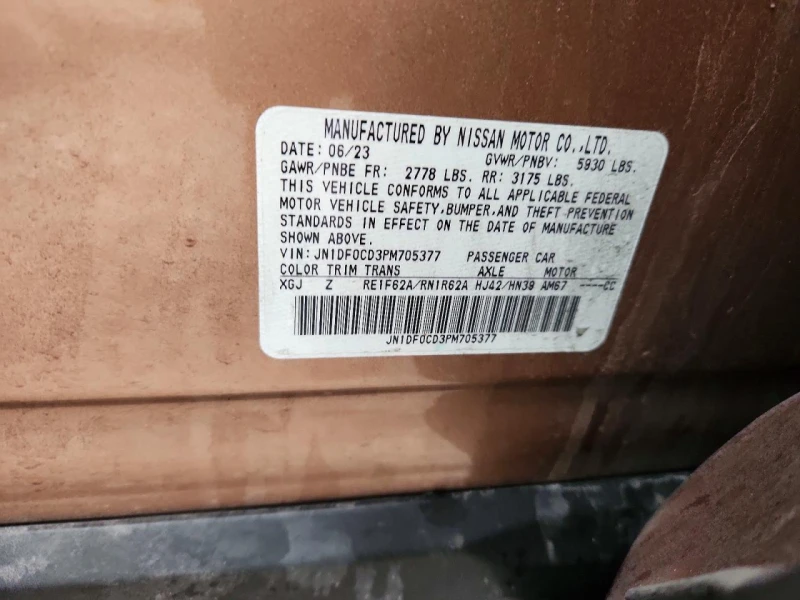 MANUFACTURED BY NISSAN MOTOR CO.,LTD.
DATE: 06/23 GVWR/PNBV: 5930 LBS.
GAWR/PNBE FR: 2778 LBS. RR: 3175 LBS.
THIS VEHICLE CONFORMS TO ALL APPLICABLE FEDERAL
MOTOR VEHICLE SAFETY,BUMPER,AND THEFT PREVENTION
STANDARDS IN EFFECT ON THE DATE OF MANUFACTURE
SHOWN ABOVE.
VIN: JN1DF0CD3PM705377 PASSENGER CAR
COLOR TRIM TRANS AXLE MOTOR
XGJ Z RE1F62A/RN1R62A HJ42/HN38 AM67 ----CC
JN1DF0CD3PM705377